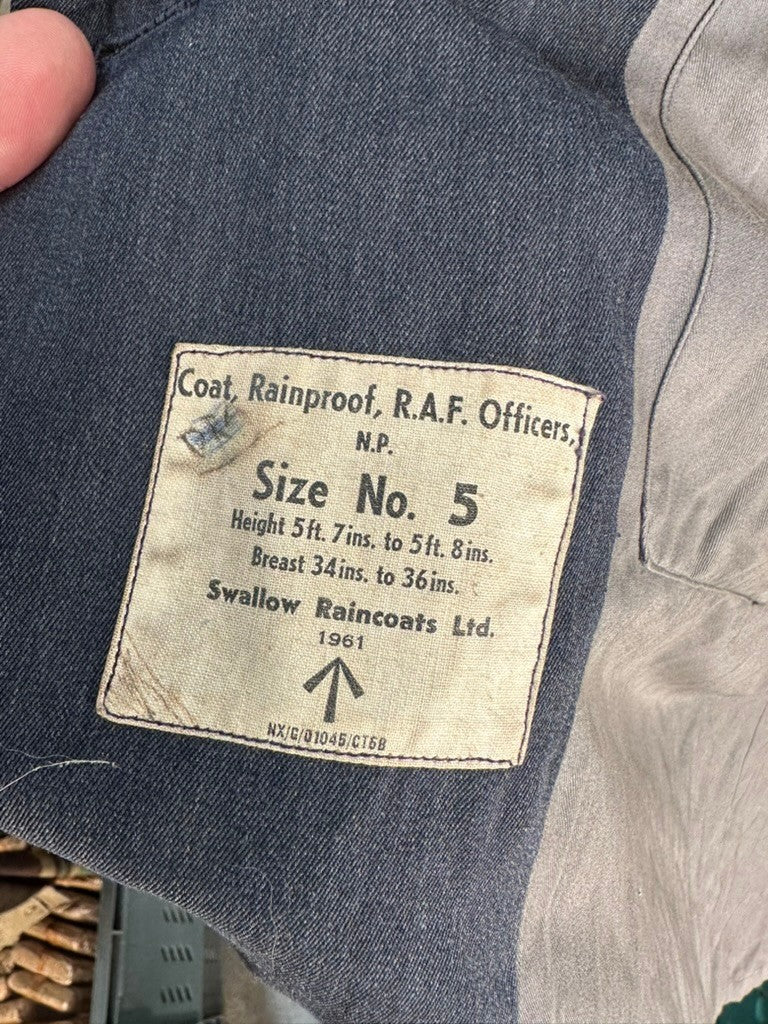 Coat, Rainproof, R.A.F. Officers,
N.P.
Size No. 5
Height 5ft. 7ins. to 5ft. 8ins.
Breast 34ins. to 36ins.
Swallow Raincoats Ltd.
1961
NX/G/01045/CT5B